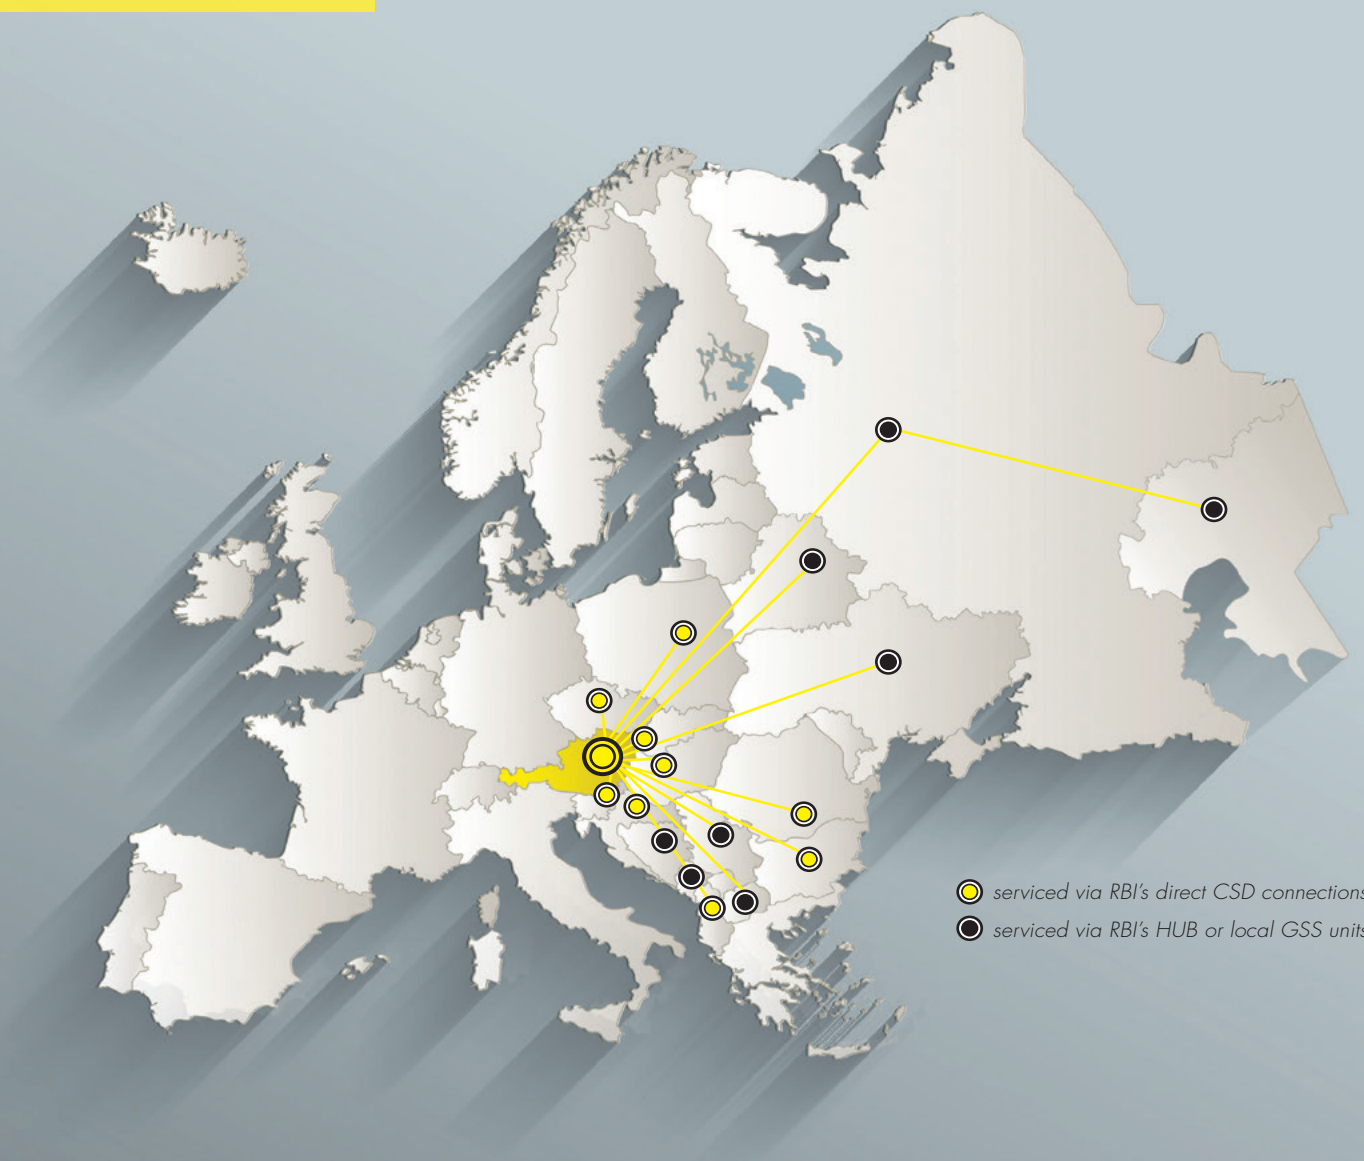 serviced via RBI's direct CSD connections
serviced via RBI's HUB or local GSS units